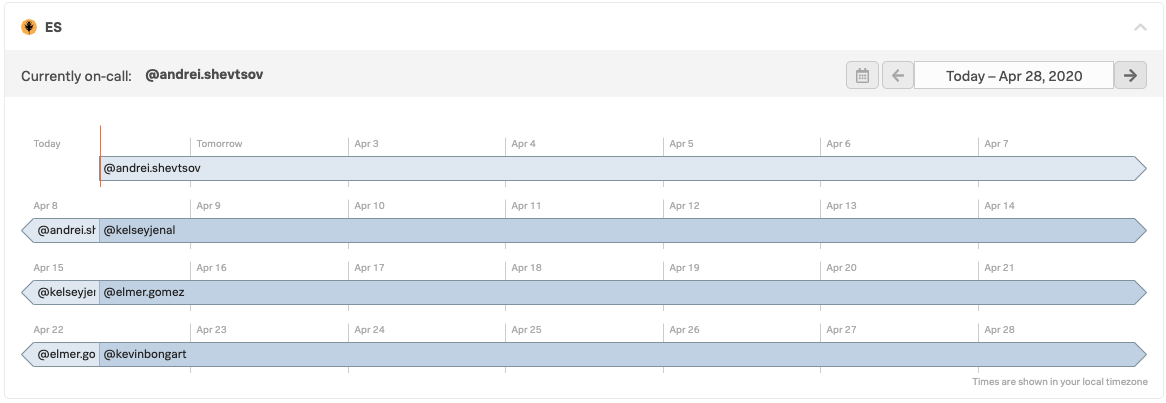 ES
Currently on-call: @andrei.shevtsov Today – Apr 28, 2020
Today Tomorrow Apr 3 Apr 4 Apr 5 Apr 6 Apr 7
@andrei.shevtsov
Apr 8 Apr 9 Apr 10 Apr 11 Apr 12 Apr 13 Apr 14
@andrei.sh @kelseyjenal
Apr 15 Apr 16 Apr 17 Apr 18 Apr 19 Apr 20 Apr 21
@kelseyjen @elmer.gomez
Apr 22 Apr 23 Apr 24 Apr 25 Apr 26 Apr 27 Apr 28
@elmer.go @kevinbongart
Times are shown in your local timezone